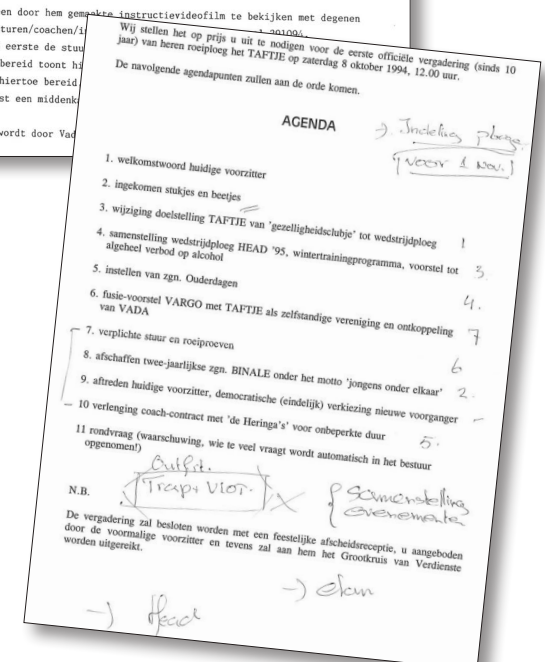 en door hem gemaakte instructievideofilm te bekijken met degenen
turen/coachen/i
eerste de stuu
bereid toont hi
hiertoe bereid
st een middenk
wordt door Vad
Wij stellen het op prijs u uit te nodigen voor de eerste officiële vergadering (sinds 10
jaar) van heren roeiploeg het TAFTJE op zaterdag 8 oktober 1994, 12.00 uur.
De navolgende agendapunten zullen aan de orde komen.
AGENDA
-) Indeling ploegen
(voor 1 Nov.)
1. welkomstwoord huidige voorzitter
2. ingekomen stukjes en beetjes
3. wijziging doelstelling TAFTJE van 'gezelligheidsclubje' tot wedstrijdploeg 1
4. samenstelling wedstrijdploeg HEAD '95, wintertrainingprogramma, voorstel tot
algeheel verbod op alcohol 3.
5. instellen van zgn. Ouderdagen 4.
6. fusie-voorstel VARGO met TAFTJE als zelfstandige vereniging en ontkoppeling
van VADA 7
7. verplichte stuur en roeiproeven 6
8. afschaffen twee-jaarlijkse zgn. BINALE onder het motto 'jongens onder elkaar' 2.
9. aftreden huidige voorzitter, democratische (eindelijk) verkiezing nieuwe voorganger -
- 10 verlenging coach-contract met 'de Heringa's' voor onbeperkte duur 5.
11 rondvraag (waarschuwing, wie te veel vraagt wordt automatisch in het bestuur
opgenomen!)
Outfit.
Trap + Vlot.
Samenstelling
evenementen
N.B.
De vergadering zal besloten worden met een feestelijke afscheidsreceptie, u aangeboden
door de voormalige voorzitter en tevens zal aan hem het Grootkruis van Verdienste
worden uitgereikt.
-) elan
-) Head